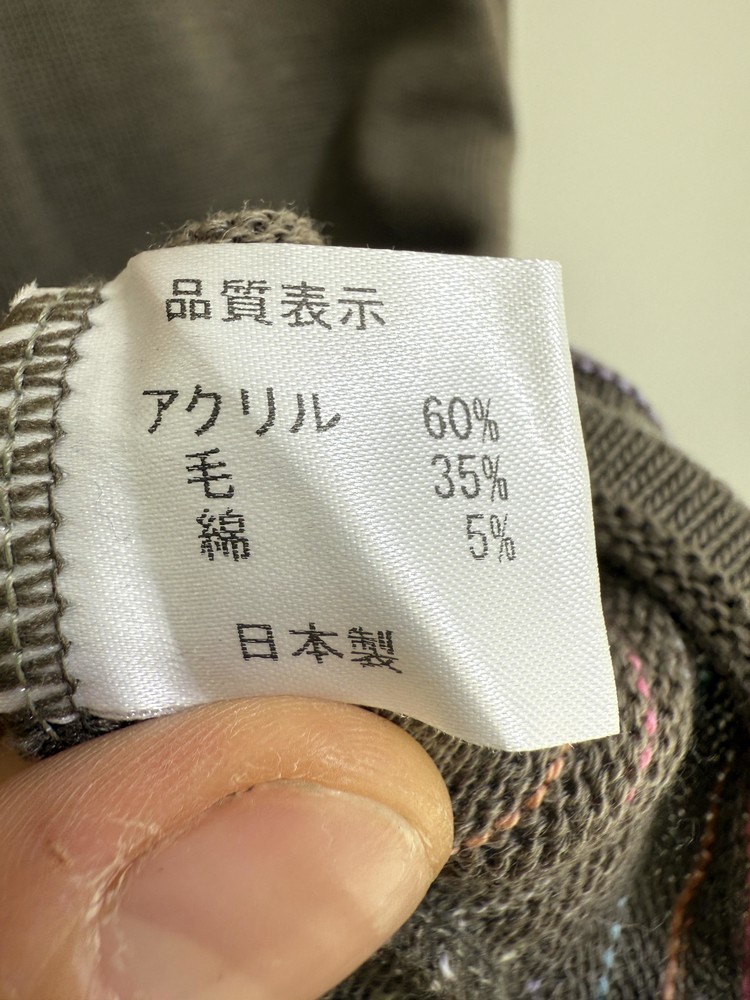 品質表示
アクリル 60%
毛 35%
綿 5%
日本製